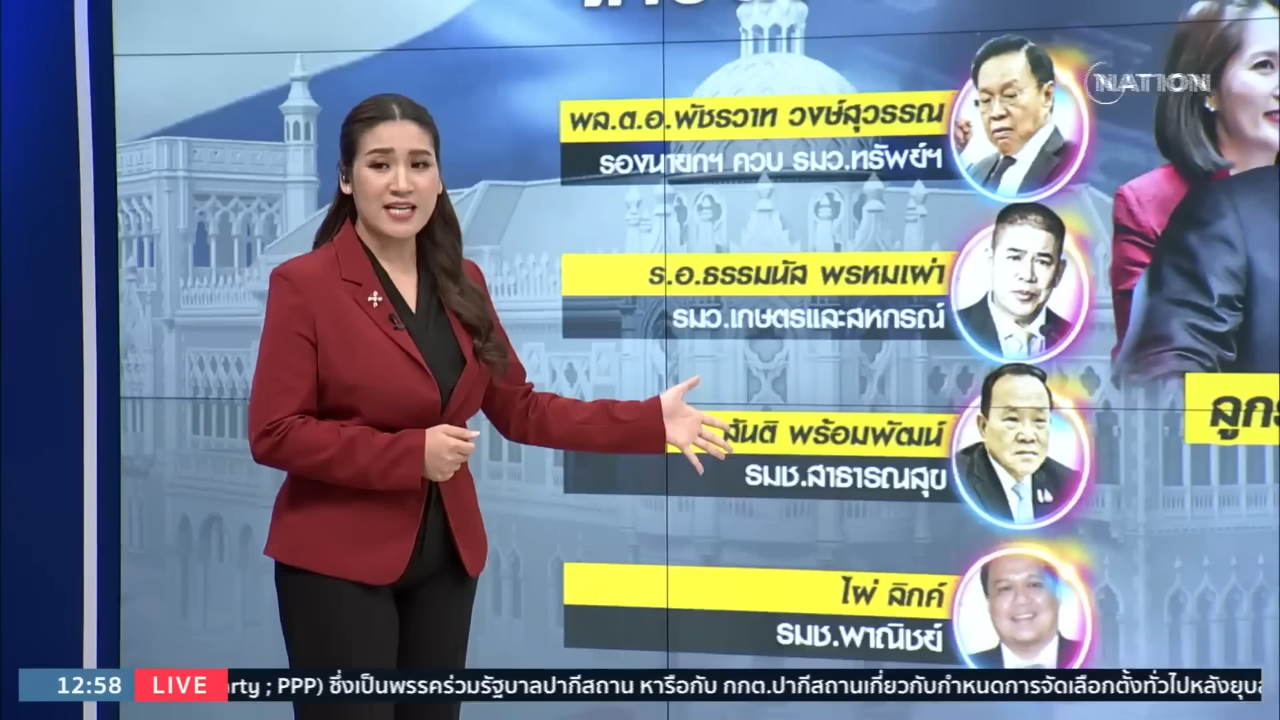 NATION
พล.ต.อ.พัชรวาท วงษ์สุวรรณ
รองนายกฯ ควบ รมว.ทรัพย์ฯ
ร.อ.ธรรมนัส พรหมเผ่า
รมว.เกษตรและสหกรณ์
สันติ พร้อมพัฒน์
รมช.สาธารณสุข
ไผ่ ลิกค์
รมช.พาณิชย์
12:58 LIVE arty ; PPP) ซึ่งเป็นพรรคร่วมรัฐบาลปากีสถาน หารือกับ กกต.ปากีสถานเกี่ยวกับกำหนดการจัดเลือกตั้งทั่วไปหลังยุบส